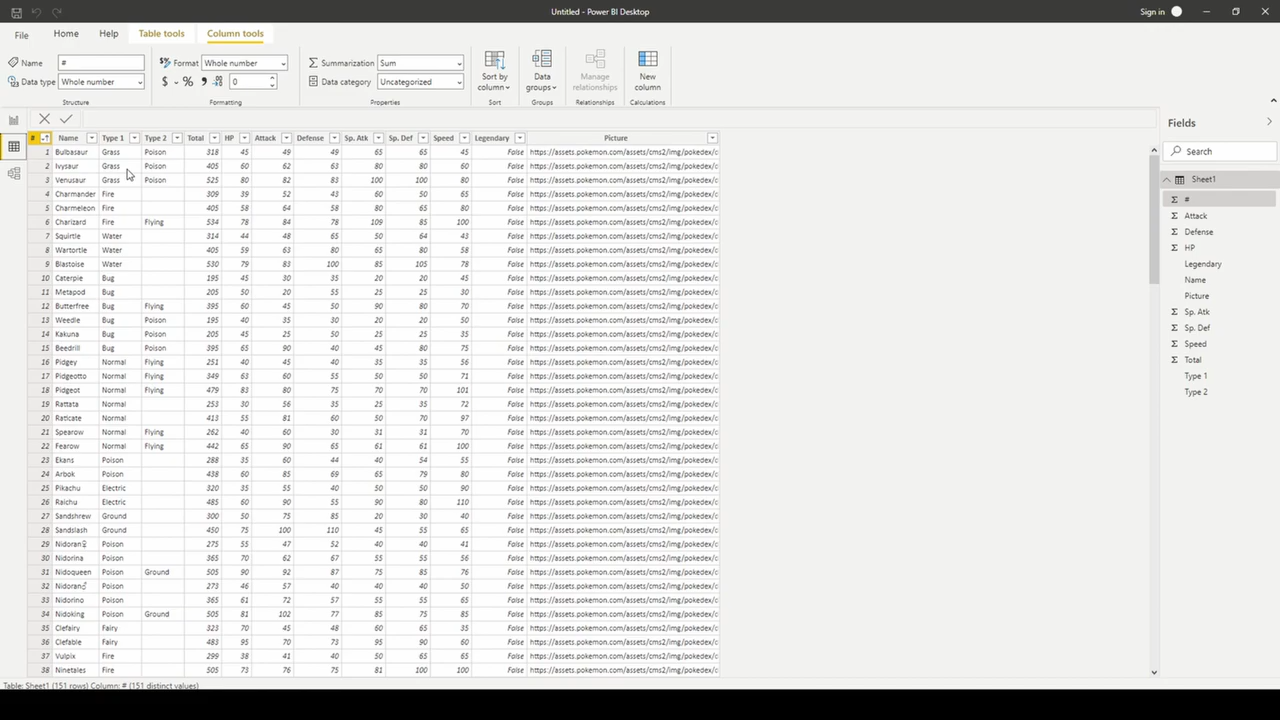 Untitled - Power BI Desktop
Sign in
File Home Help Table tools Column tools
Name # Format Whole number Summarization Sum Sort by column Data groups Manage relationships New column
Data type Whole number $ % 0 Data category Uncategorized
Structure Formatting Properties Sort Groups Relationships Calculations
# Name Type 1 Type 2 Total HP Attack Defense Sp. Atk Sp. Def Speed Legendary Picture
1 Bulbasaur Grass Poison 318 45 49 49 65 65 45 False https://assets.pokemon.com/assets/cms2/img/pokedex/
2 Ivysaur Grass Poison 405 60 62 63 80 80 60 False https://assets.pokemon.com/assets/cms2/img/pokedex/
3 Venusaur Grass Poison 525 80 82 83 100 100 80 False https://assets.pokemon.com/assets/cms2/img/pokedex/
4 Charmander Fire 309 39 52 43 60 50 65 False https://assets.pokemon.com/assets/cms2/img/pokedex/
5 Charmeleon Fire 405 58 64 58 80 65 80 False https://assets.pokemon.com/assets/cms2/img/pokedex/
6 Charizard Fire Flying 534 78 84 78 109 85 100 False https://assets.pokemon.com/assets/cms2/img/pokedex/
7 Squirtle Water 314 44 48 65 50 64 43 False https://assets.pokemon.com/assets/cms2/img/pokedex/
8 Wartortle Water 405 59 63 80 65 80 58 False https://assets.pokemon.com/assets/cms2/img/pokedex/
9 Blastoise Water 530 79 83 100 85 105 78 False https://assets.pokemon.com/assets/cms2/img/pokedex/
10 Caterpie Bug 195 45 30 35 20 20 45 False https://assets.pokemon.com/assets/cms2/img/pokedex/
11 Metapod Bug 205 50 20 55 25 25 30 False https://assets.pokemon.com/assets/cms2/img/pokedex/
12 Butterfree Bug Flying 395 60 45 50 90 80 70 False https://assets.pokemon.com/assets/cms2/img/pokedex/
13 Weedle Bug Poison 195 40 35 30 20 20 50 False https://assets.pokemon.com/assets/cms2/img/pokedex/
14 Kakuna Bug Poison 205 45 25 50 25 25 35 False https://assets.pokemon.com/assets/cms2/img/pokedex/
15 Beedrill Bug Poison 395 65 90 40 45 80 75 False https://assets.pokemon.com/assets/cms2/img/pokedex/
16 Pidgey Normal Flying 251 40 45 40 35 35 56 False https://assets.pokemon.com/assets/cms2/img/pokedex/
17 Pidgeotto Normal Flying 349 63 60 55 50 50 71 False https://assets.pokemon.com/assets/cms2/img/pokedex/
18 Pidgeot Normal Flying 479 83 80 75 70 70 101 False https://assets.pokemon.com/assets/cms2/img/pokedex/
19 Rattata Normal 253 30 56 35 25 35 72 False https://assets.pokemon.com/assets/cms2/img/pokedex/
20 Raticate Normal 413 55 81 60 50 70 97 False https://assets.pokemon.com/assets/cms2/img/pokedex/
21 Spearow Normal Flying 262 40 60 30 31 31 70 False https://assets.pokemon.com/assets/cms2/img/pokedex/
22 Fearow Normal Flying 442 65 90 65 61 61 100 False https://assets.pokemon.com/assets/cms2/img/pokedex/
23 Ekans Poison 288 35 60 44 40 54 55 False https://assets.pokemon.com/assets/cms2/img/pokedex/
24 Arbok Poison 438 60 85 69 65 79 80 False https://assets.pokemon.com/assets/cms2/img/pokedex/
25 Pikachu Electric 320 35 55 40 50 50 90 False https://assets.pokemon.com/assets/cms2/img/pokedex/
26 Raichu Electric 485 60 90 55 90 80 110 False https://assets.pokemon.com/assets/cms2/img/pokedex/
27 Sandshrew Ground 300 50 75 85 20 30 40 False https://assets.pokemon.com/assets/cms2/img/pokedex/
28 Sandslash Ground 450 75 100 110 45 55 65 False https://assets.pokemon.com/assets/cms2/img/pokedex/
29 Nidoran♀ Poison 275 55 47 52 40 40 41 False https://assets.pokemon.com/assets/cms2/img/pokedex/
30 Nidorina Poison 365 70 62 67 55 55 56 False https://assets.pokemon.com/assets/cms2/img/pokedex/
31 Nidoqueen Poison Ground 505 90 92 87 75 85 76 False https://assets.pokemon.com/assets/cms2/img/pokedex/
32 Nidoran♂ Poison 273 46 57 40 40 40 50 False https://assets.pokemon.com/assets/cms2/img/pokedex/
33 Nidorino Poison 365 61 72 57 55 55 65 False https://assets.pokemon.com/assets/cms2/img/pokedex/
34 Nidoking Poison Ground 505 81 102 77 85 75 85 False https://assets.pokemon.com/assets/cms2/img/pokedex/
35 Clefairy Fairy 323 70 45 48 60 65 35 False https://assets.pokemon.com/assets/cms2/img/pokedex/
36 Clefable Fairy 483 95 70 73 95 90 60 False https://assets.pokemon.com/assets/cms2/img/pokedex/
37 Vulpix Fire 299 38 41 40 50 65 65 False https://assets.pokemon.com/assets/cms2/img/pokedex/
38 Ninetales Fire 505 73 76 75 81 100 100 False https://assets.pokemon.com/assets/cms2/img/pokedex/
Table: Sheet1 (151 rows) Column: # (151 distinct values)
Fields
Search
Sheet1
#
Attack
Defense
HP
Legendary
Name
Picture
Sp. Atk
Sp. Def
Speed
Total
Type 1
Type 2